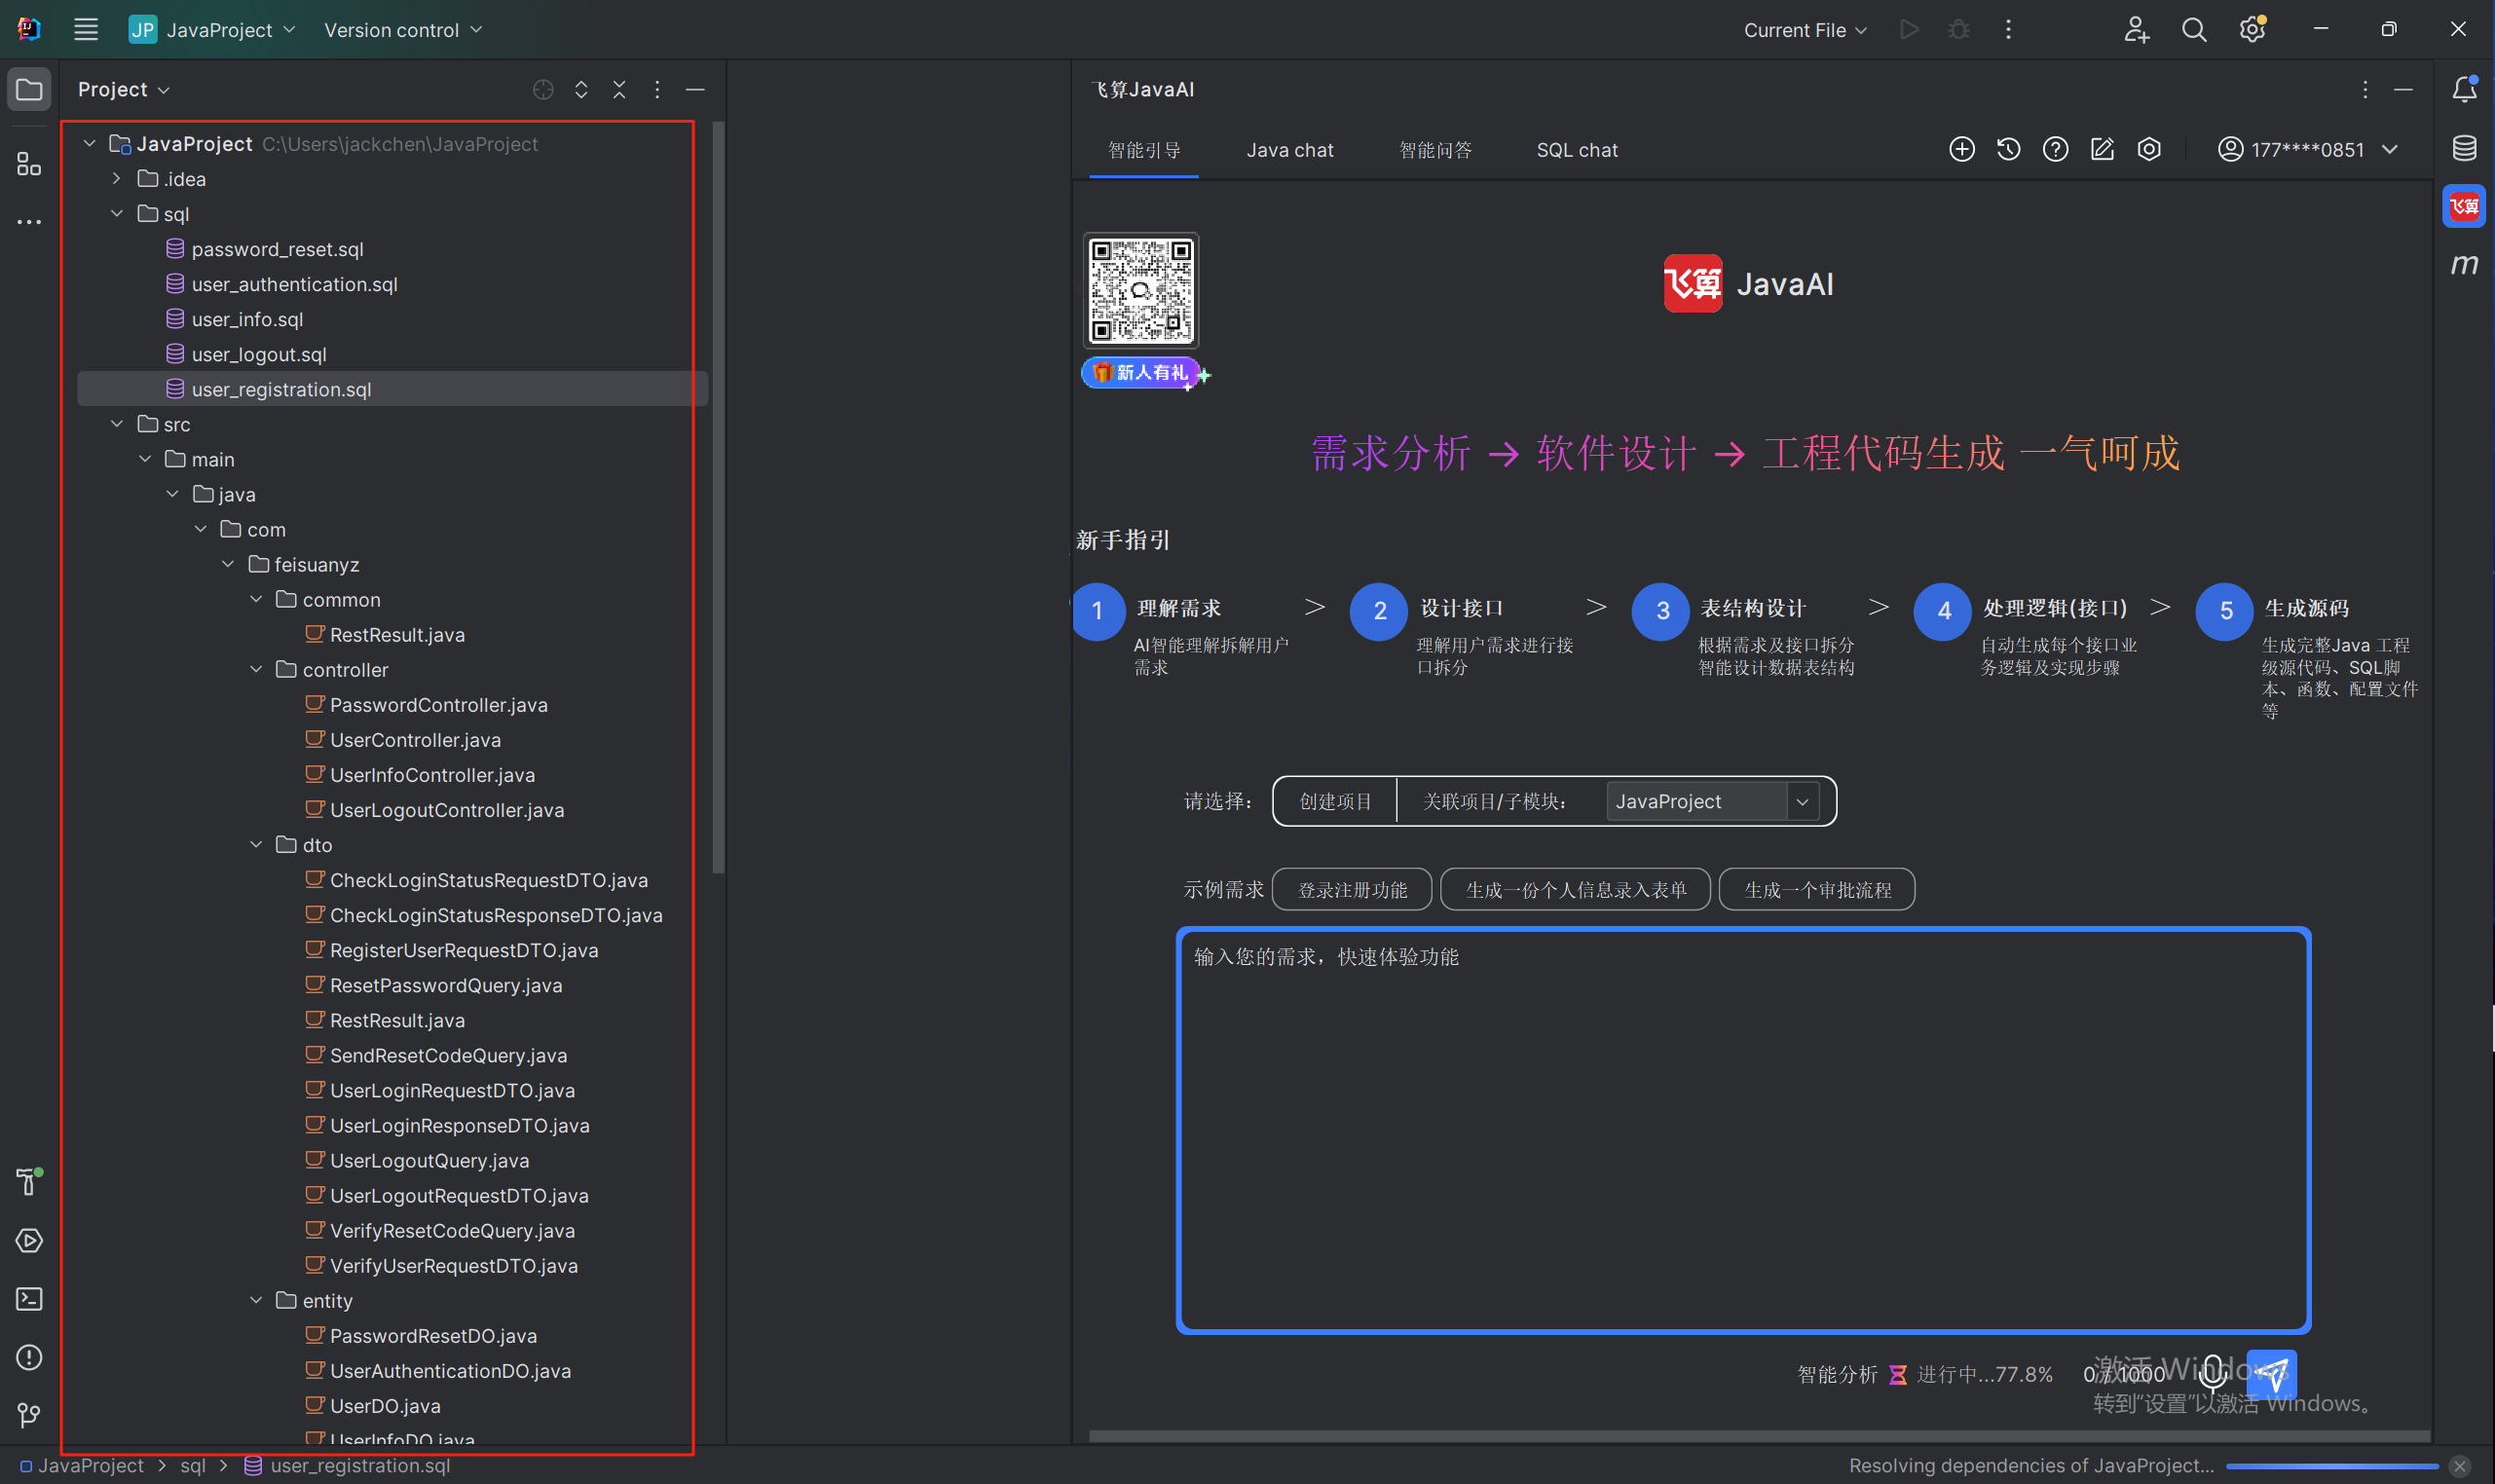 JP JavaProject Version control Current File
Project
JavaProject C:\Users\jackchen\JavaProject
.idea
sql
password_reset.sql
user_authentication.sql
user_info.sql
user_logout.sql
user_registration.sql
src
main
java
com
feisuanyz
common
RestResult.java
controller
PasswordController.java
UserController.java
UserInfoController.java
UserLogoutController.java
dto
CheckLoginStatusRequestDTO.java
CheckLoginStatusResponseDTO.java
RegisterUserRequestDTO.java
ResetPasswordQuery.java
RestResult.java
SendResetCodeQuery.java
UserLoginRequestDTO.java
UserLoginResponseDTO.java
UserLogoutQuery.java
UserLogoutRequestDTO.java
VerifyResetCodeQuery.java
VerifyUserRequestDTO.java
entity
PasswordResetDO.java
UserAuthenticationDO.java
UserDO.java
UserInfoDO.java
飞算JavaAI
智能引导 Java chat 智能问答 SQL chat 177****0851
飞算
m
飞算 JavaAI
新人有礼
需求分析 → 软件设计 → 工程代码生成 一气呵成
新手指引
1 理解需求 >
AI智能理解拆解用户
需求
2 设计接口 >
理解用户需求进行接
口拆分
3 表结构设计 >
根据需求及接口拆分
智能设计数据表结构
4 处理逻辑(接口) >
自动生成每个接口业
务逻辑及实现步骤
5 生成源码
生成完整Java 工程
级源代码、SQL脚
本、函数、配置文件
等
请选择： 创建项目 关联项目/子模块： JavaProject
示例需求 登录注册功能 生成一份个人信息录入表单 生成一个审批流程
输入您的需求，快速体验功能
智能分析 进行中...77.8% 0 / 1000
激活 Windows
转到“设置”以激活 Windows。
JavaProject > sql > user_registration.sql Resolving dependencies of JavaProject...